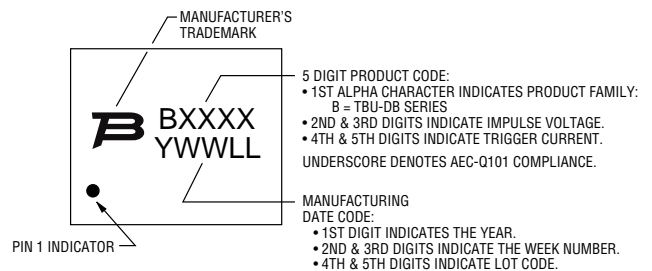 MANUFACTURER'S
TRADEMARK
BXXXX
YWWLL
5 DIGIT PRODUCT CODE:
• 1ST ALPHA CHARACTER INDICATES PRODUCT FAMILY:
B = TBU-DB SERIES
• 2ND & 3RD DIGITS INDICATE IMPULSE VOLTAGE.
• 4TH & 5TH DIGITS INDICATE TRIGGER CURRENT.
UNDERSCORE DENOTES AEC-Q101 COMPLIANCE.
MANUFACTURING
DATE CODE:
• 1ST DIGIT INDICATES THE YEAR.
• 2ND & 3RD DIGITS INDICATE THE WEEK NUMBER.
• 4TH & 5TH DIGITS INDICATE LOT CODE.
PIN 1 INDICATOR